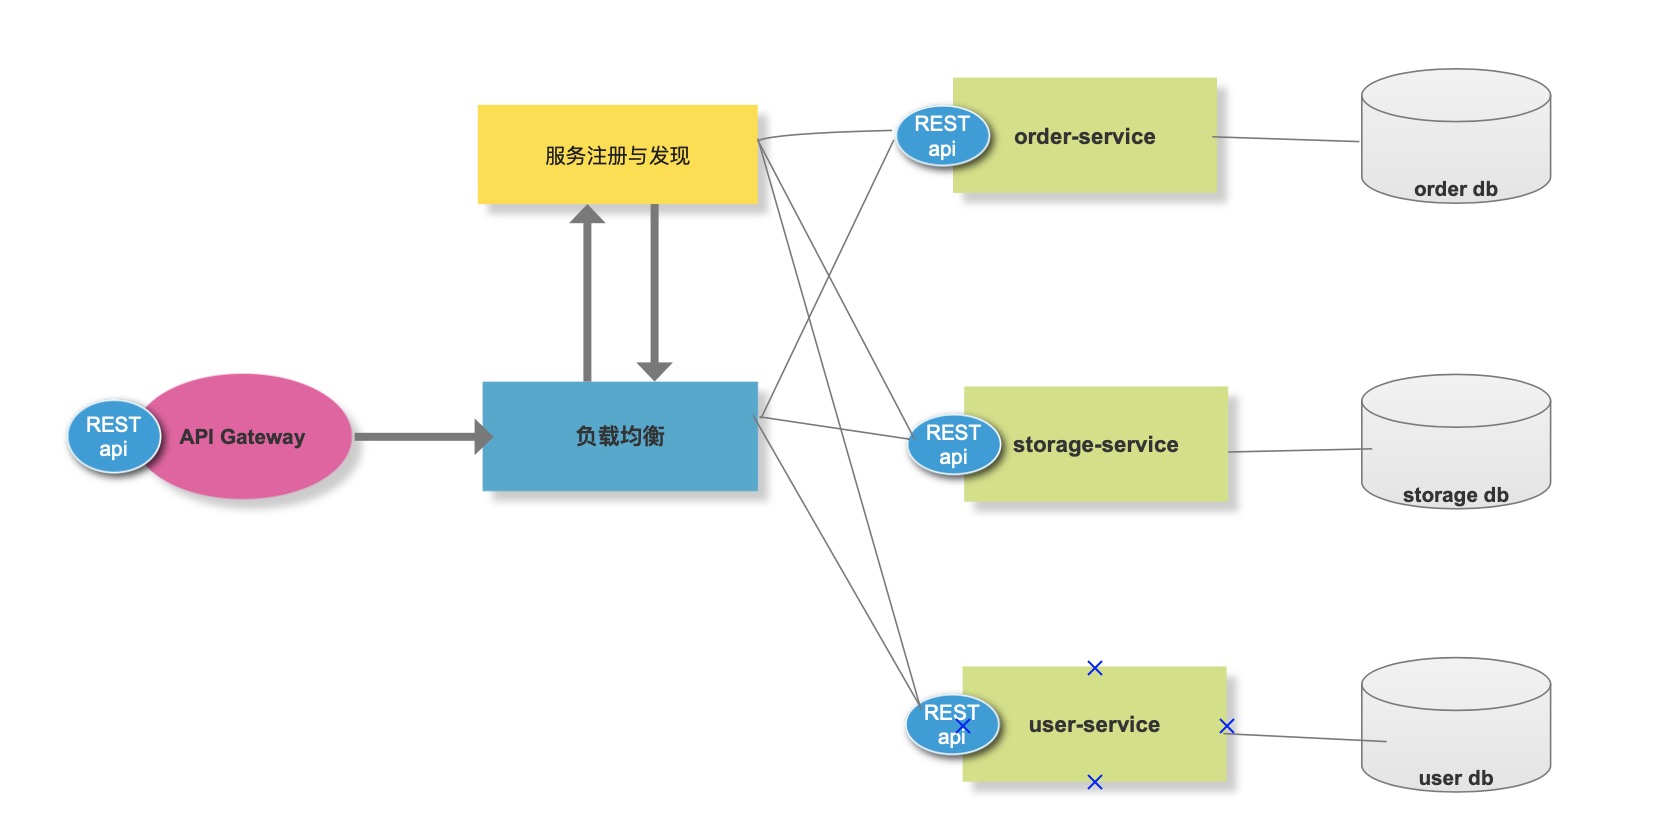 服务注册与发现
REST
api
order-service
order db
REST
api
API Gateway
负载均衡
REST
api
storage-service
storage db
REST
api
user-service
user db